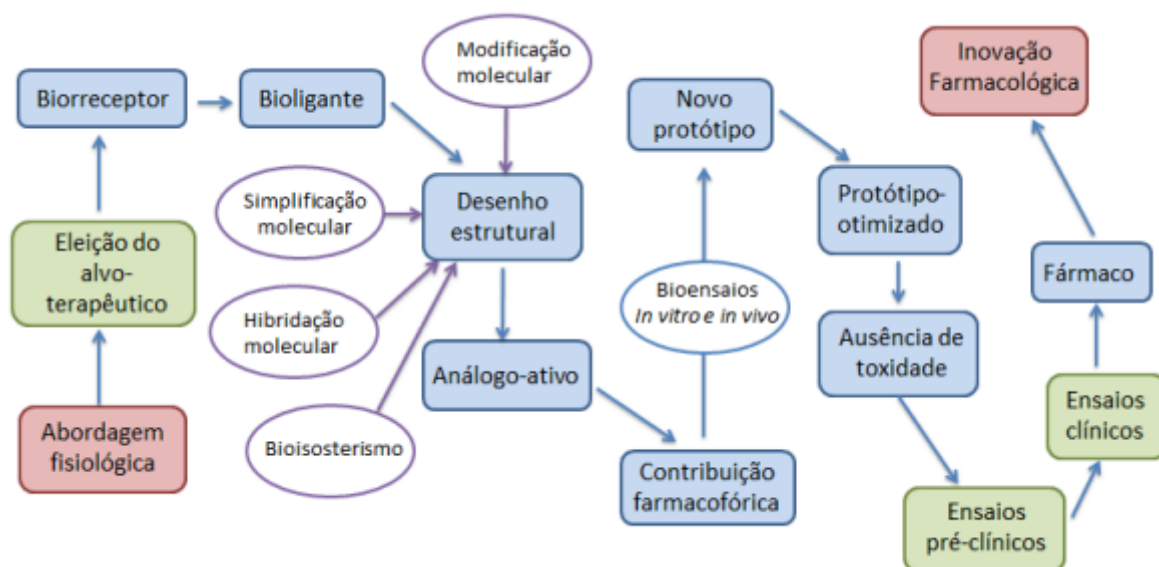 Abordagem
fisiológica
Eleição do
alvo-
terapêutico
Biorreceptor
Bioligante
Modificação
molecular
Simplificação
molecular
Hibridação
molecular
Bioisosterismo
Desenho
estrutural
Análogo-ativo
Contribuição
farmacofórica
Bioensaios
In vitro e in vivo
Novo
protótipo
Protótipo-
otimizado
Ausência de
toxidade
Ensaios
pré-clínicos
Ensaios
clínicos
Fármaco
Inovação
Farmacológica